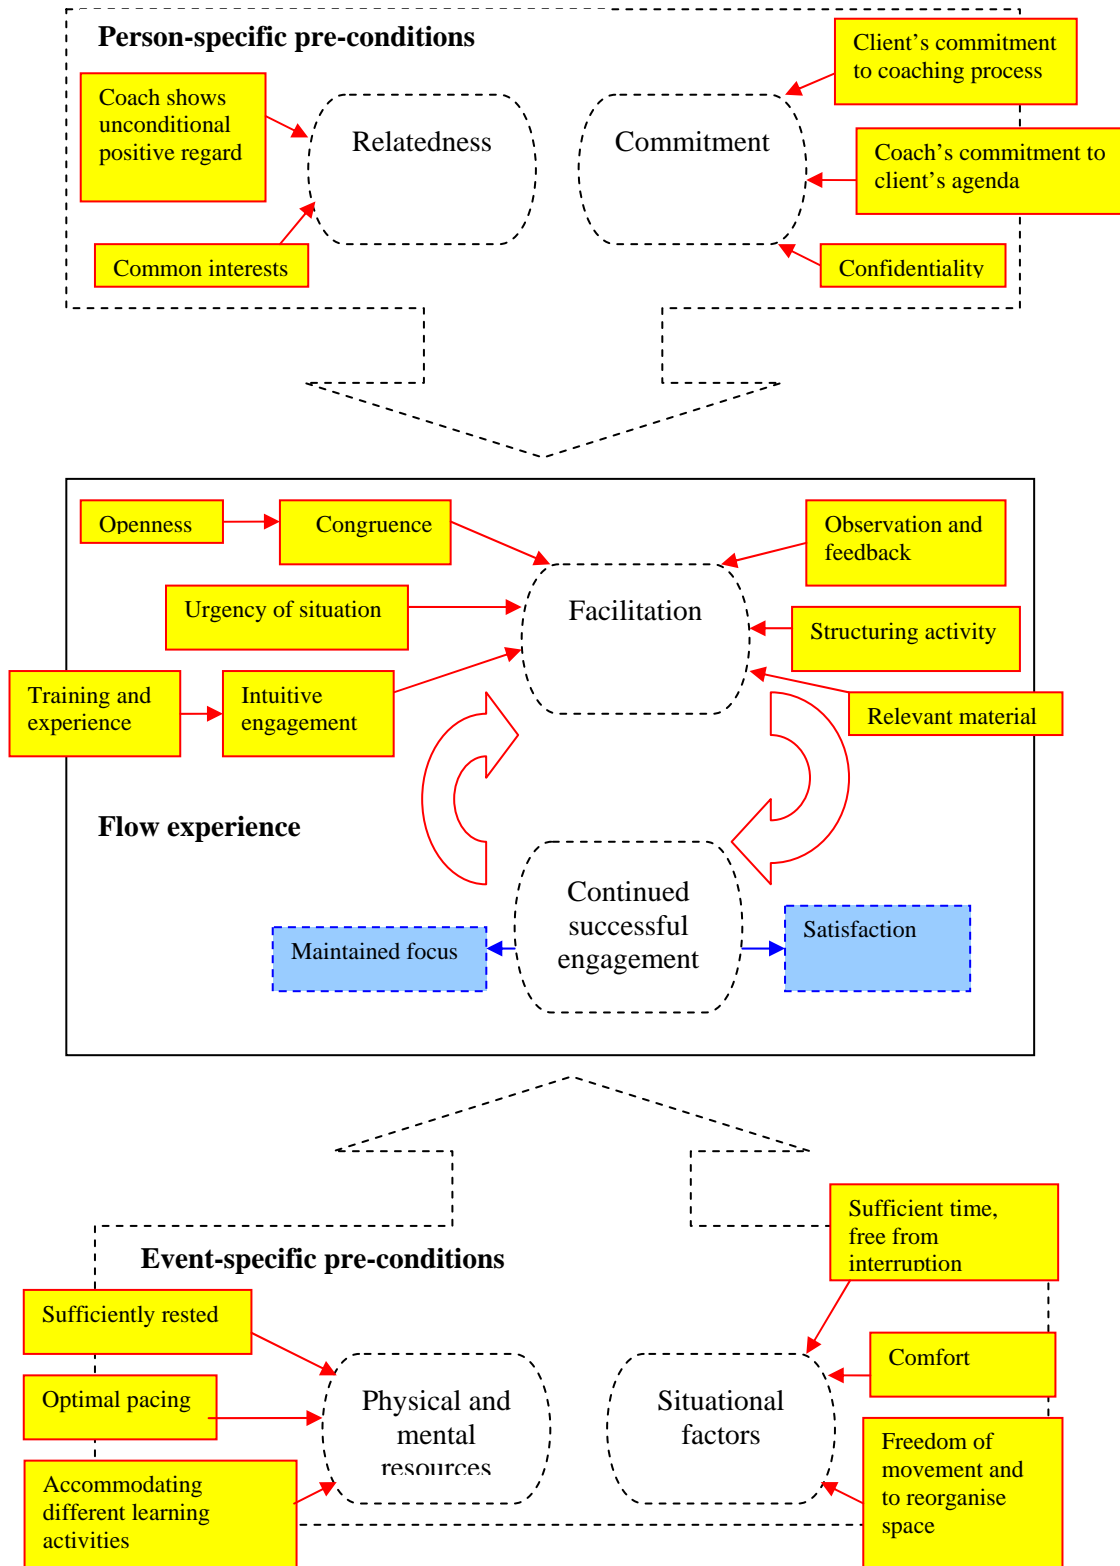 Person-specific pre-conditions
Client's commitment
to coaching process
Coach shows
unconditional
positive regard
Relatedness
Commitment
Coach's commitment to
client's agenda
Common interests
Confidentiality
Openness
Congruence
Observation and
feedback
Urgency of situation
Facilitation
Structuring activity
Training and
experience
Intuitive
engagement
Relevant material
Flow experience
Continued
successful
engagement
Maintained focus
Satisfaction
Sufficient time,
free from
interruption
Event-specific pre-conditions
Sufficiently rested
Comfort
Optimal pacing
Physical and
mental
resources
Situational
factors
Accommodating
different learning
activities
Freedom of
movement and
to reorganise
space